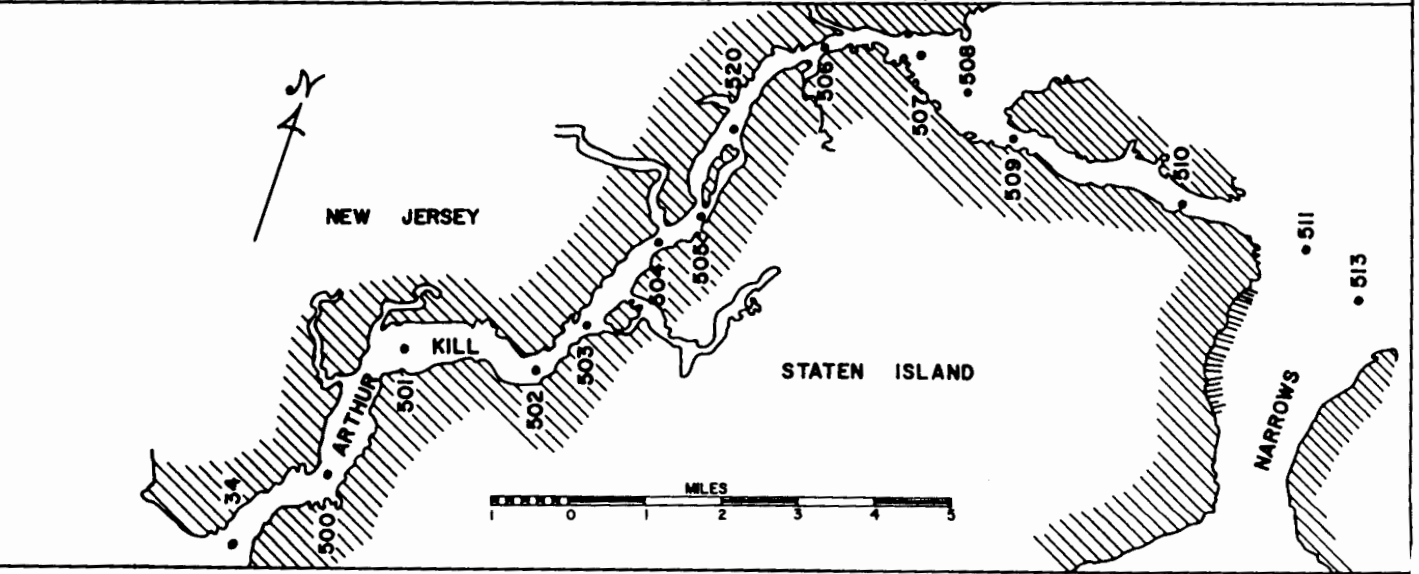 N
520
506
508
507
509
510
511
513
NEW JERSEY
504
505
503
502
501
KILL
ARTHUR
STATEN ISLAND
NARROWS
34
500
MILES
1 0 1 2 3 4 5